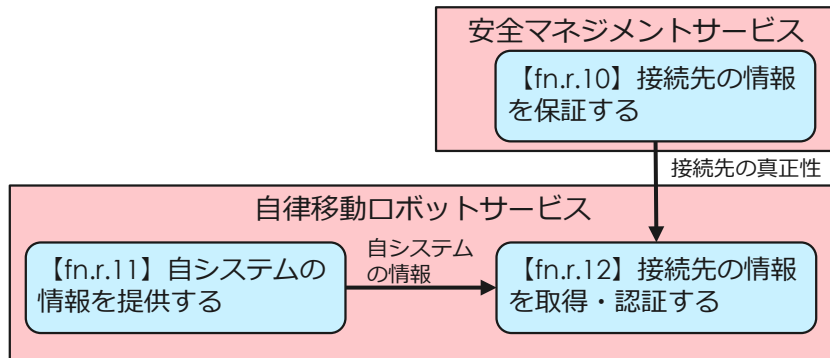 安全マネジメントサービス
【fn.r.10】接続先の情報
を保証する
接続先の真正性
自律移動ロボットサービス
【fn.r.11】自システムの
情報を提供する
自システム
の情報
【fn.r.12】接続先の情報
を取得・認証する